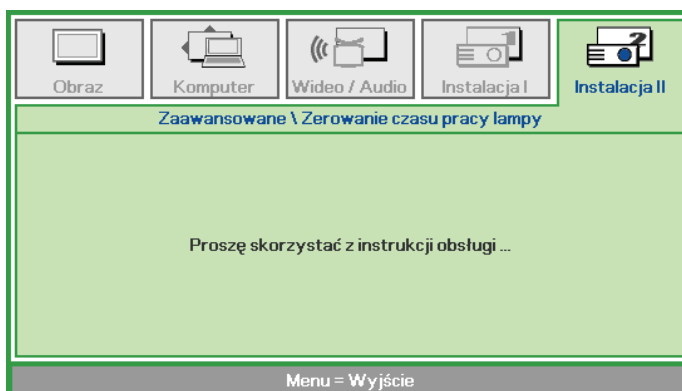 Obraz
Komputer
Wideo / Audio
Instalacja I
Instalacja II
Zaawansowane \ Zerowanie czasu pracy lampy
Proszę skorzystać z instrukcji obsługi ...
Menu = Wyjście